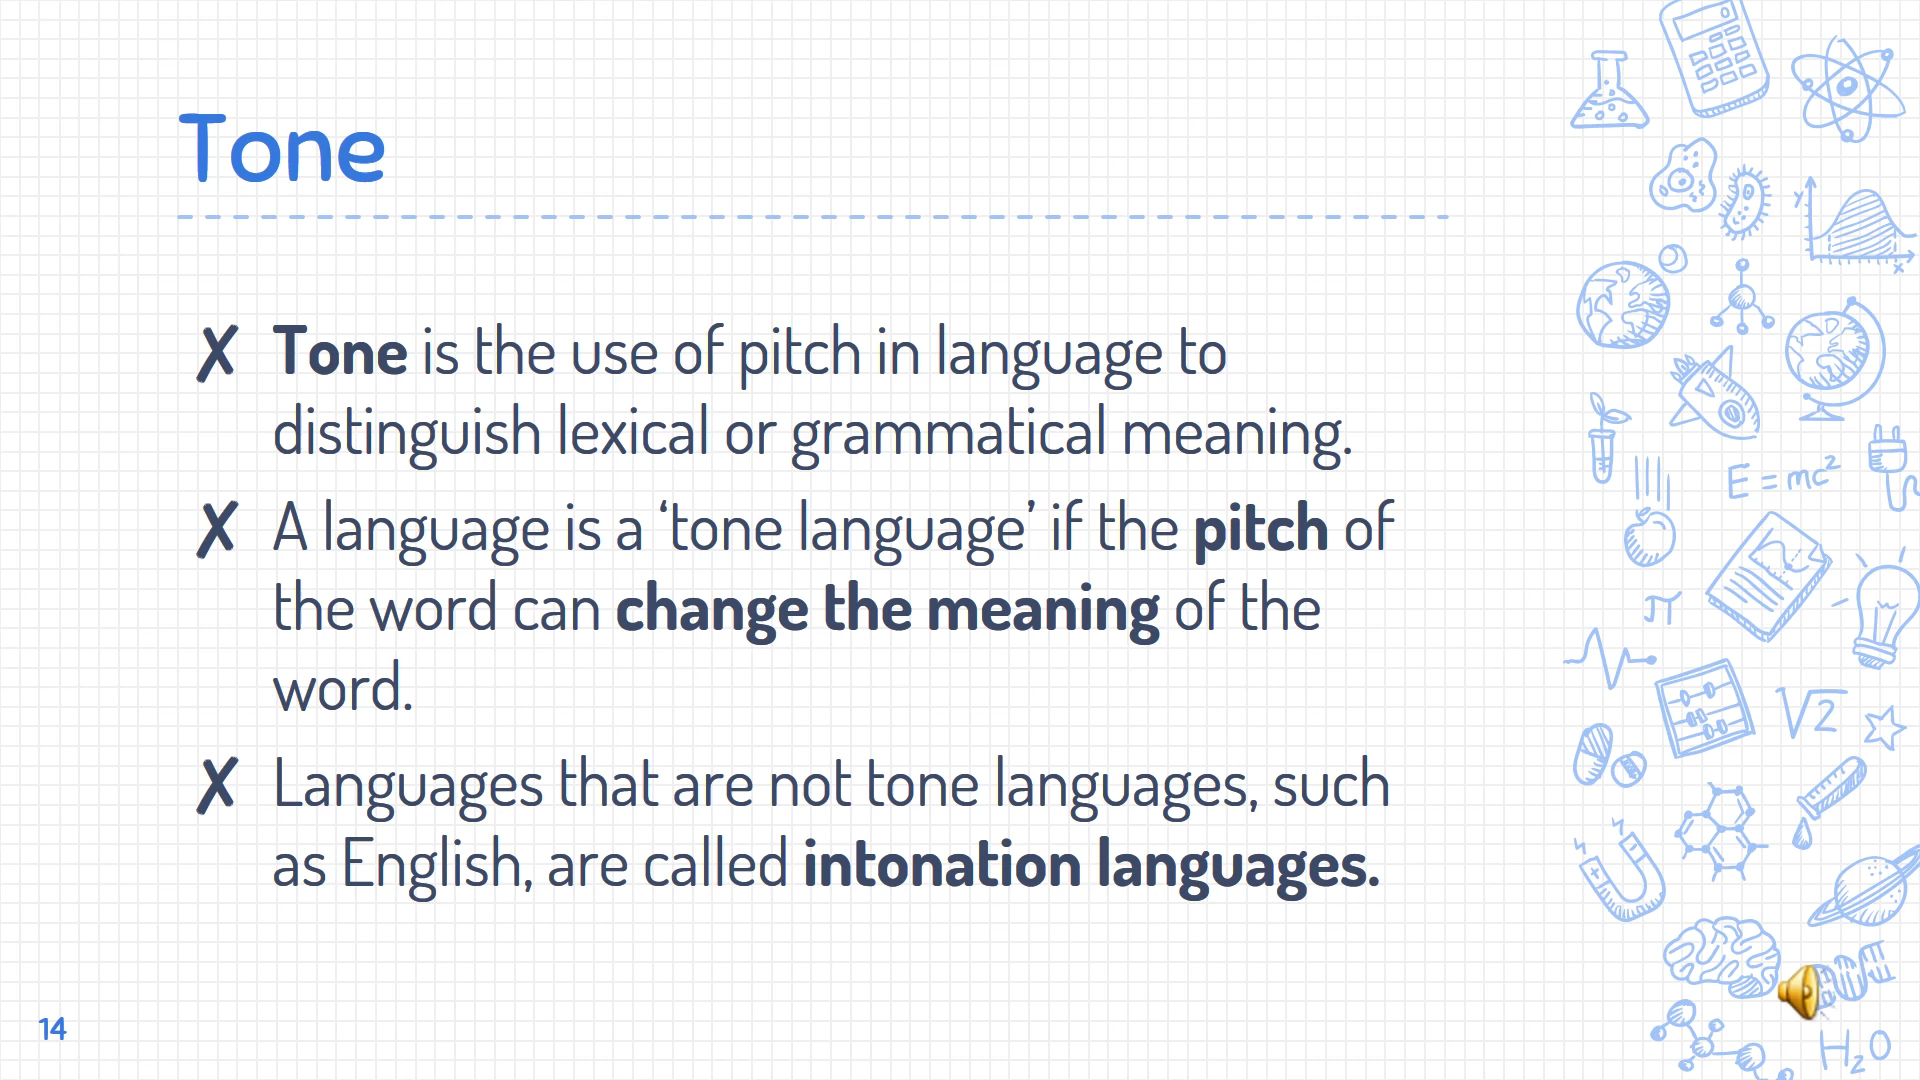 Tone
✗ Tone is the use of pitch in language to
distinguish lexical or grammatical meaning.
✗ A language is a ‘tone language’ if the pitch of
the word can change the meaning of the
word.
✗ Languages that are not tone languages, such
as English, are called intonation languages.
14
Y
x
E = mc²
π
√2
H₂O